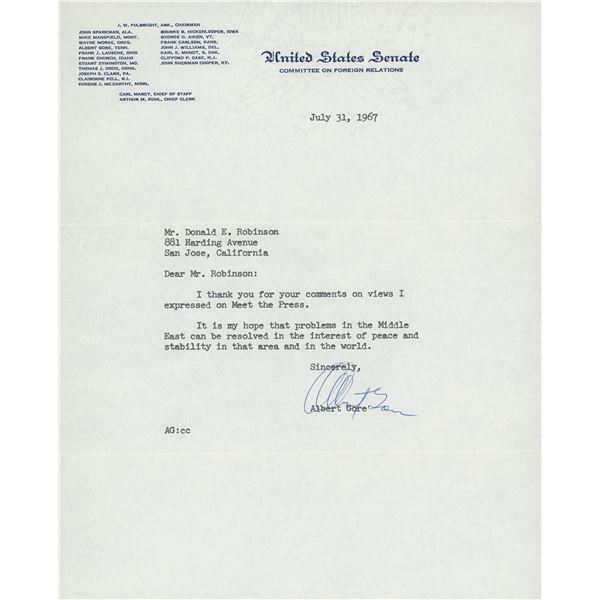 J. W. FULBRIGHT, ARK., CHAIRMAN
JOHN SPARKMAN, ALA.
MIKE MANSFIELD, MONT.
WAYNE MORSE, OREG.
ALBERT GORE, TENN.
FRANK J. LAUSCHE, OHIO
FRANK CHURCH, IDAHO
STUART SYMINGTON, MO.
THOMAS J. DODD, CONN.
JOSEPH S. CLARK, PA.
CLAIBORNE PELL, R.I.
EUGENE J. MCCARTHY, MINN.
BOURKE B. HICKENLOOPER, IOWA
GEORGE D. AIKEN, VT.
FRANK CARLSON, KANS.
JOHN J. WILLIAMS, DEL.
KARL E. MUNDT, S. DAK.
CLIFFORD P. CASE, N.J.
JOHN SHERMAN COOPER, KY.
CARL MARCY, CHIEF OF STAFF
ARTHUR M. KUHL, CHIEF CLERK
United States Senate
COMMITTEE ON FOREIGN RELATIONS
July 31, 1967
Mr. Donald E. Robinson
881 Harding Avenue
San Jose, California
Dear Mr. Robinson:
I thank you for your comments on views I
expressed on Meet the Press.
It is my hope that problems in the Middle
East can be resolved in the interest of peace and
stability in that area and in the world.
Sincerely,
Albert Gore
Albert Gore
AG:cc